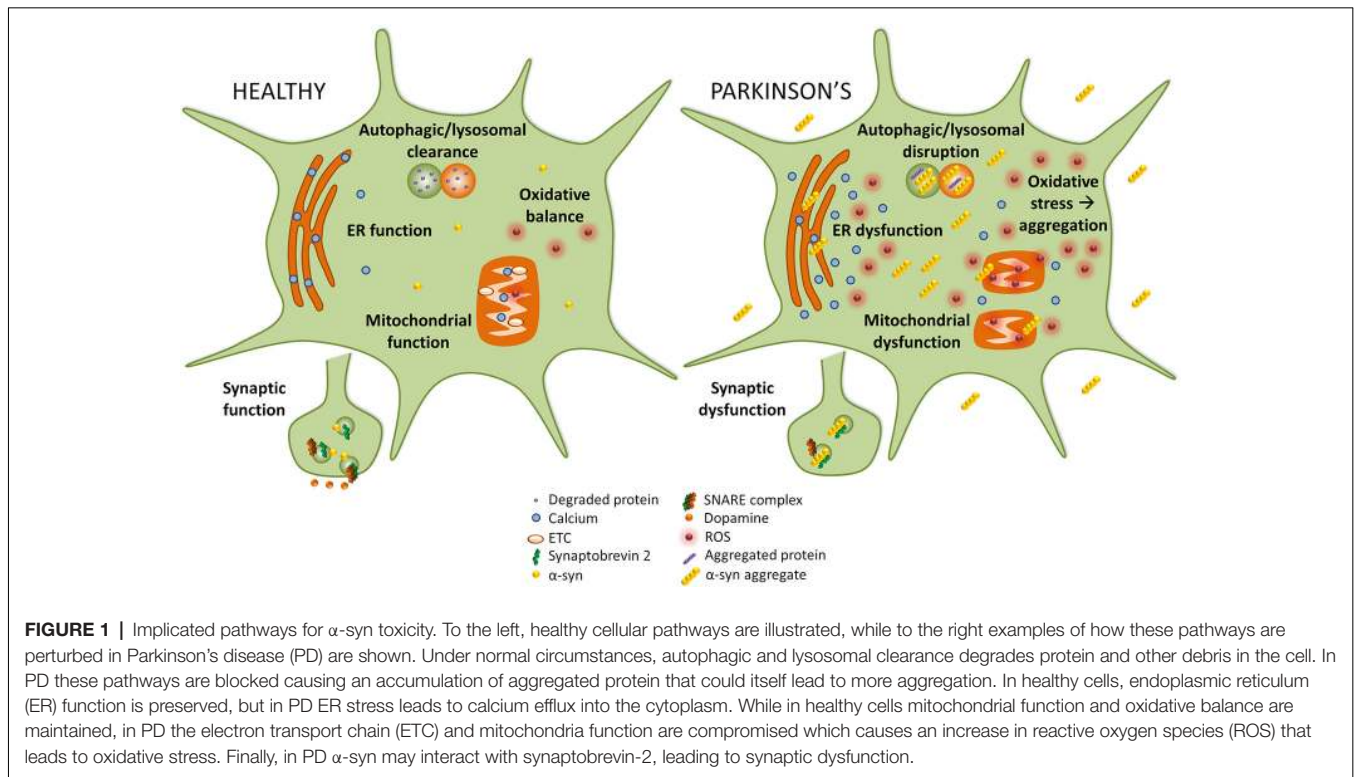 HEALTHY
Autophagic/lysosomal
clearance
Oxidative
balance
ER function
Mitochondrial
function
Synaptic
function
PARKINSON'S
Autophagic/lysosomal
disruption
Oxidative
stress →
aggregation
ER dysfunction
Mitochondrial
dysfunction
Synaptic
dysfunction
Degraded protein
Calcium
ETC
Synaptobrevin 2
α-syn
SNARE complex
Dopamine
ROS
Aggregated protein
α-syn aggregate
FIGURE 1 | Implicated pathways for α-syn toxicity. To the left, healthy cellular pathways are illustrated, while to the right examples of how these pathways are
perturbed in Parkinson's disease (PD) are shown. Under normal circumstances, autophagic and lysosomal clearance degrades protein and other debris in the cell. In
PD these pathways are blocked causing an accumulation of aggregated protein that could itself lead to more aggregation. In healthy cells, endoplasmic reticulum
(ER) function is preserved, but in PD ER stress leads to calcium efflux into the cytoplasm. While in healthy cells mitochondrial function and oxidative balance are
maintained, in PD the electron transport chain (ETC) and mitochondria function are compromised which causes an increase in reactive oxygen species (ROS) that
leads to oxidative stress. Finally, in PD α-syn may interact with synaptobrevin-2, leading to synaptic dysfunction.